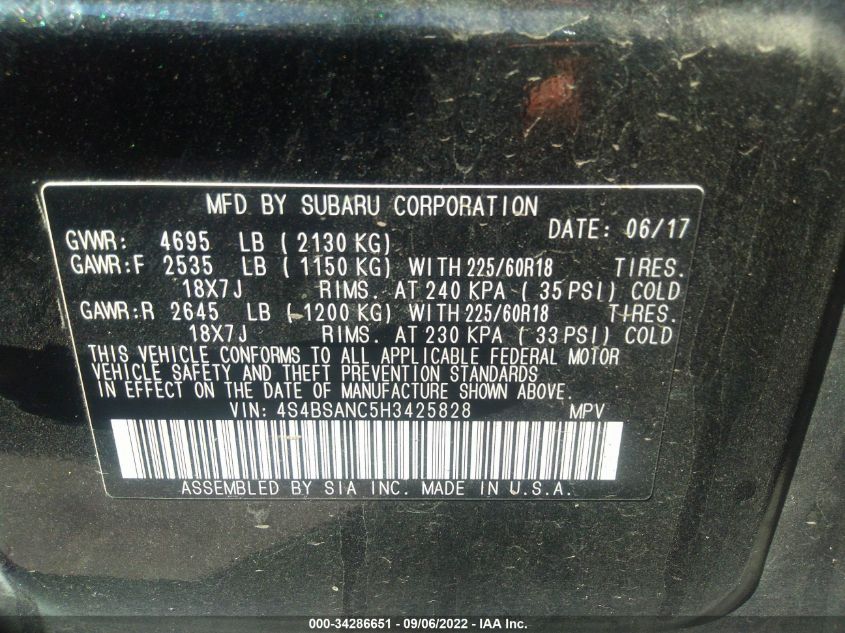 MFD BY SUBARU CORPORATION
DATE: 06/17
GVWR: 4695 LB ( 2130 KG)
GAWR:F 2535 LB ( 1150 KG) WITH 225/60R18 TIRES.
18X7J RIMS. AT 240 KPA ( 35 PSI) COLD
GAWR:R 2645 LB ( 1200 KG) WITH 225/60R18 TIRES.
18X7J RIMS. AT 230 KPA ( 33 PSI) COLD
THIS VEHICLE CONFORMS TO ALL APPLICABLE FEDERAL MOTOR
VEHICLE SAFETY AND THEFT PREVENTION STANDARDS
IN EFFECT ON THE DATE OF MANUFACTURE SHOWN ABOVE.
VIN: 4S4BSANC5H3425828 MPV
ASSEMBLED BY SIA INC. MADE IN U.S.A.
000-34286651 - 09/06/2022 - IAA Inc.